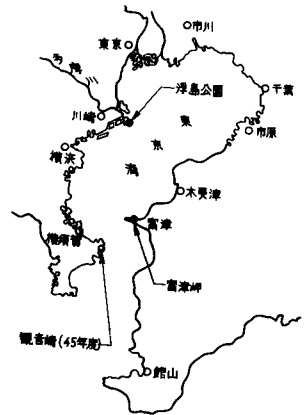 市川
東京
多摩川
浮島公園
千葉
川崎
東京湾
市原
横浜
木更津
横須賀
富津
富津岬
観音崎(45年度)
館山